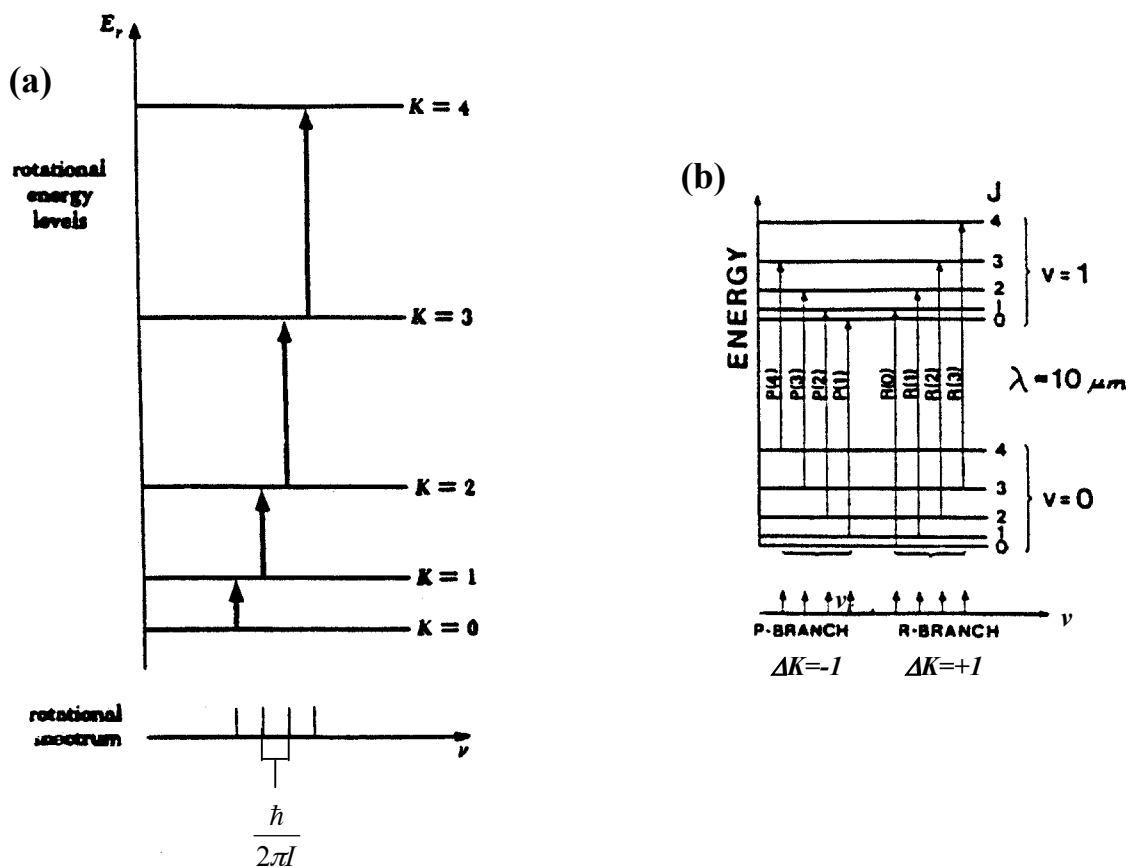 (a)
E_r
K = 4
rotational
energy
levels
K = 3
K = 2
K = 1
K = 0
rotational
spectrum
ν
ħ
2πI
(b)
J
ENERGY
4
3
2
1
0
v = 1
P(4)
P(3)
P(2)
P(1)
R(0)
R(1)
R(2)
R(3)
λ ≈ 10 μm
4
3
2
1
0
v = 0
ν
ν
P-BRANCH
R-BRANCH
ΔK=-1
ΔK=+1